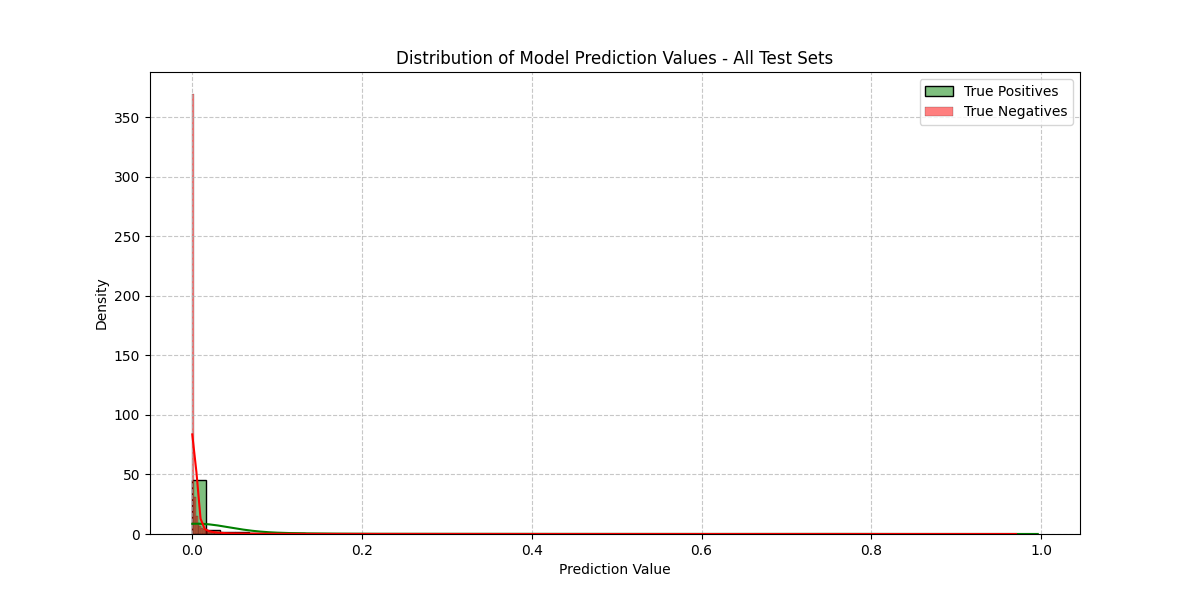 Distribution of Model Prediction Values - All Test Sets
True Positives
True Negatives
350
300
250
200
150
100
50
0
Density
0.0 0.2 0.4 0.6 0.8 1.0
Prediction Value